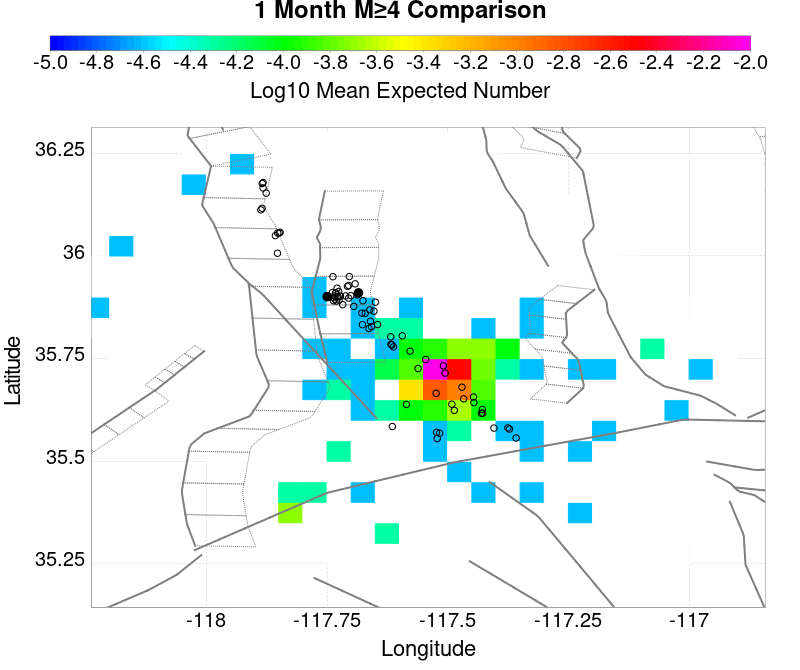 1 Month M≥4 Comparison
-5.0 -4.8 -4.6 -4.4 -4.2 -4.0 -3.8 -3.6 -3.4 -3.2 -3.0 -2.8 -2.6 -2.4 -2.2 -2.0
Log10 Mean Expected Number
36.25
36
35.75
35.5
35.25
Latitude
-118 -117.75 -117.5 -117.25 -117
Longitude